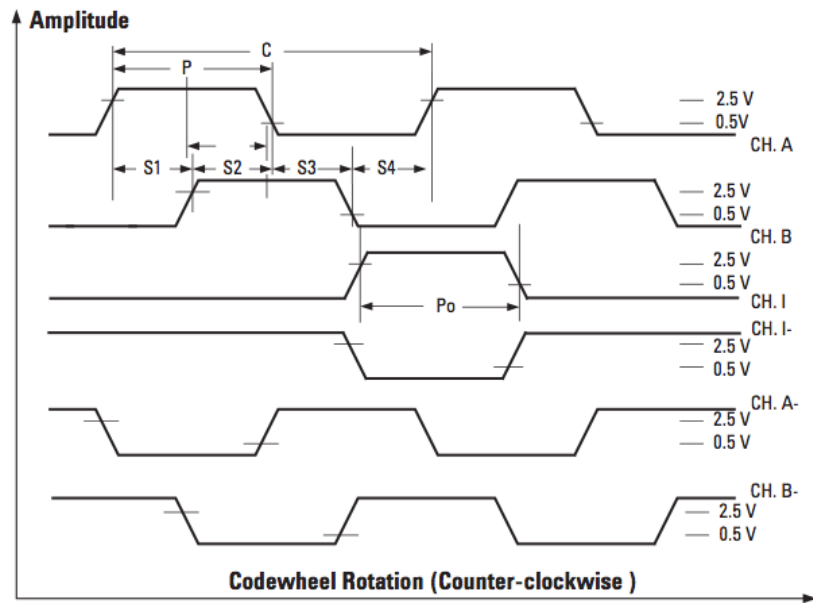 Amplitude
C
P
2.5 V
0.5V
CH. A
S1 S2 S3 S4
2.5 V
0.5 V
CH. B
2.5 V
0.5 V
Po
CH. I
CH. I-
2.5 V
0.5 V
CH. A-
2.5 V
0.5 V
CH. B-
2.5 V
0.5 V
Codewheel Rotation (Counter-clockwise )